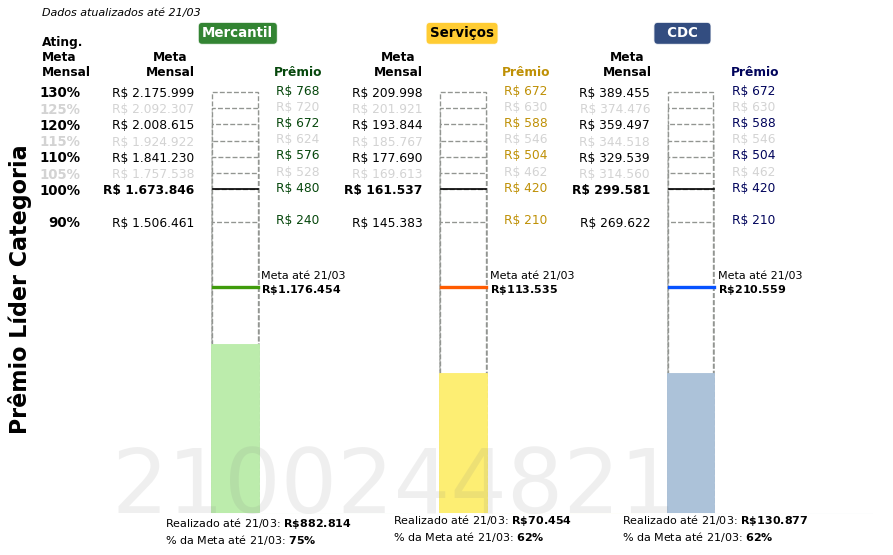 Dados atualizados até 21/03
Mercantil Serviços CDC
Ating.
Meta
Mensal
Meta
Mensal Prêmio
Meta
Mensal Prêmio
Meta
Mensal Prêmio
130% R$ 2.175.999 R$ 768 R$ 209.998 R$ 672 R$ 389.455 R$ 672
125% R$ 2.092.307 R$ 720 R$ 201.921 R$ 630 R$ 374.476 R$ 630
120% R$ 2.008.615 R$ 672 R$ 193.844 R$ 588 R$ 359.497 R$ 588
115% R$ 1.924.922 R$ 624 R$ 185.767 R$ 546 R$ 344.518 R$ 546
110% R$ 1.841.230 R$ 576 R$ 177.690 R$ 504 R$ 329.539 R$ 504
105% R$ 1.757.538 R$ 528 R$ 169.613 R$ 462 R$ 314.560 R$ 462
100% R$ 1.673.846 R$ 480 R$ 161.537 R$ 420 R$ 299.581 R$ 420
90% R$ 1.506.461 R$ 240 R$ 145.383 R$ 210 R$ 269.622 R$ 210
Prêmio Líder Categoria
Meta até 21/03
R$1.176.454
Meta até 21/03
R$113.535
Meta até 21/03
R$210.559
2100244821
Realizado até 21/03: R$882.814
% da Meta até 21/03: 75%
Realizado até 21/03: R$70.454
% da Meta até 21/03: 62%
Realizado até 21/03: R$130.877
% da Meta até 21/03: 62%